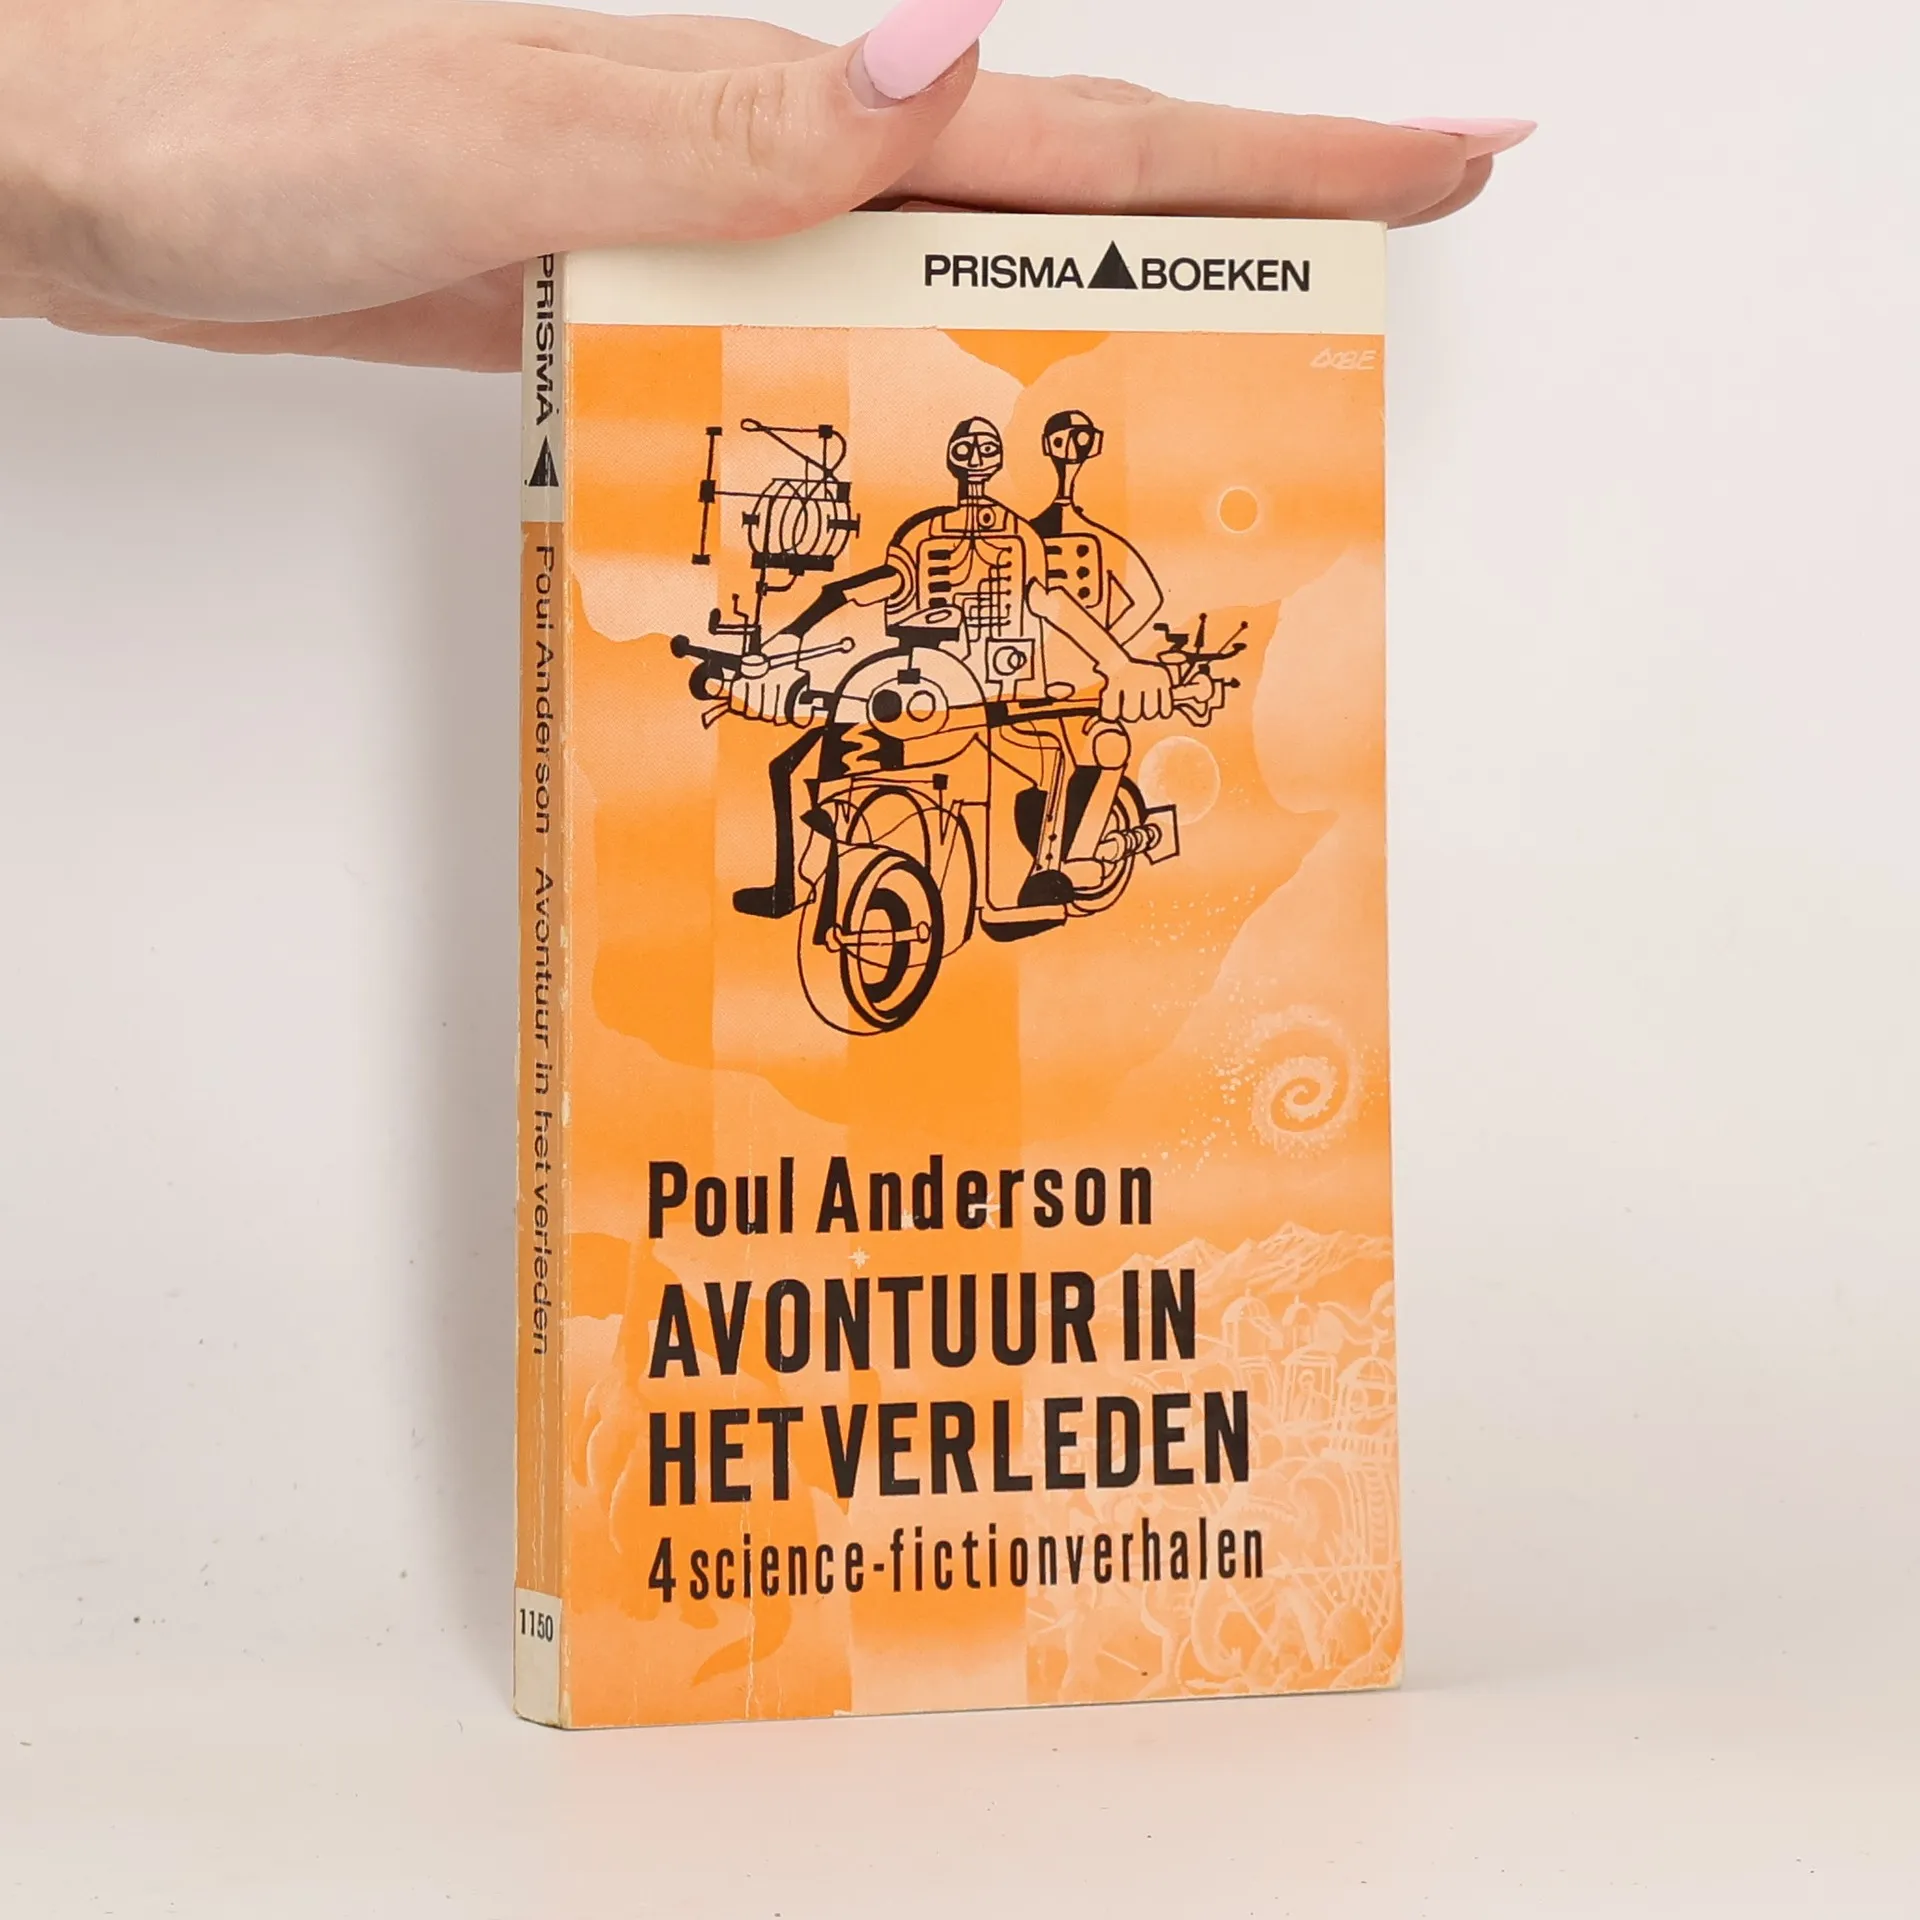 PRISMA BOEKEN
Poul Anderson
AVONTUUR IN
HET VERLEDEN
4 science-fictionverhalen
PRISMA
Poul Anderson Avontuur in het verleden
1150